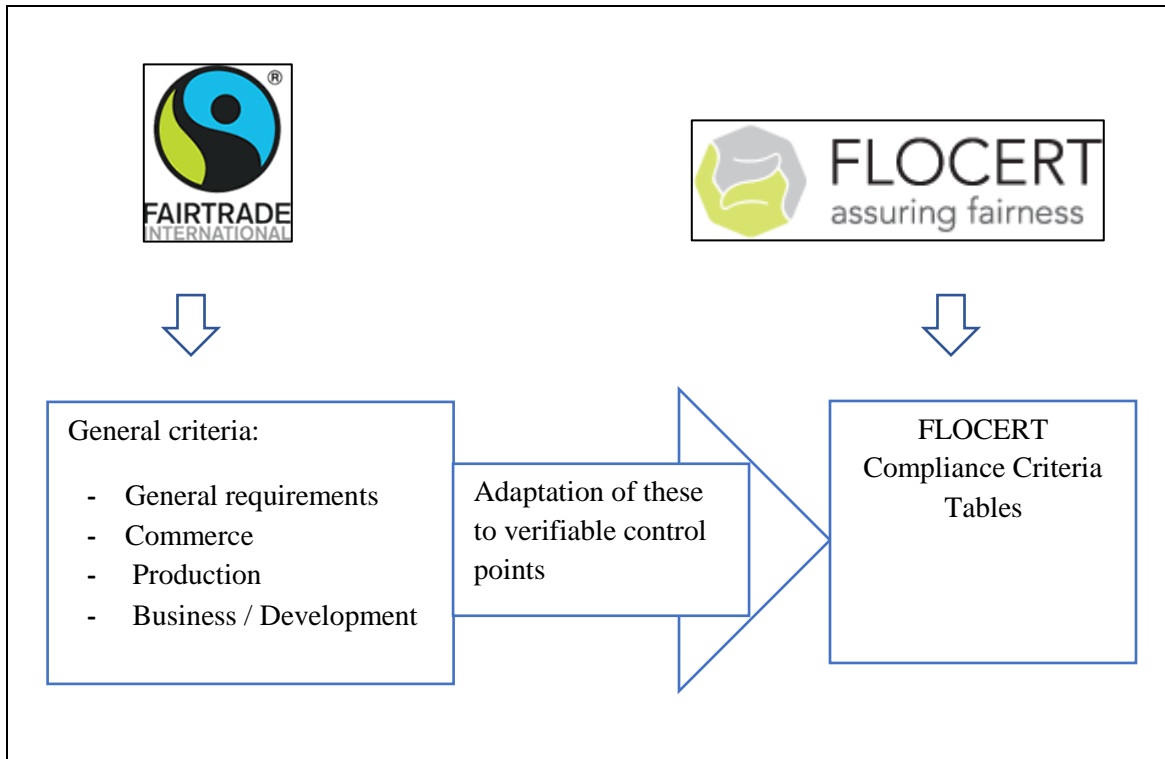 ®
FAIRTRADE
INTERNATIONAL
FLOCERT
assuring fairness
General criteria:
- General requirements
- Commerce
- Production
- Business / Development
Adaptation of these
to verifiable control
points
FLOCERT
Compliance Criteria
Tables